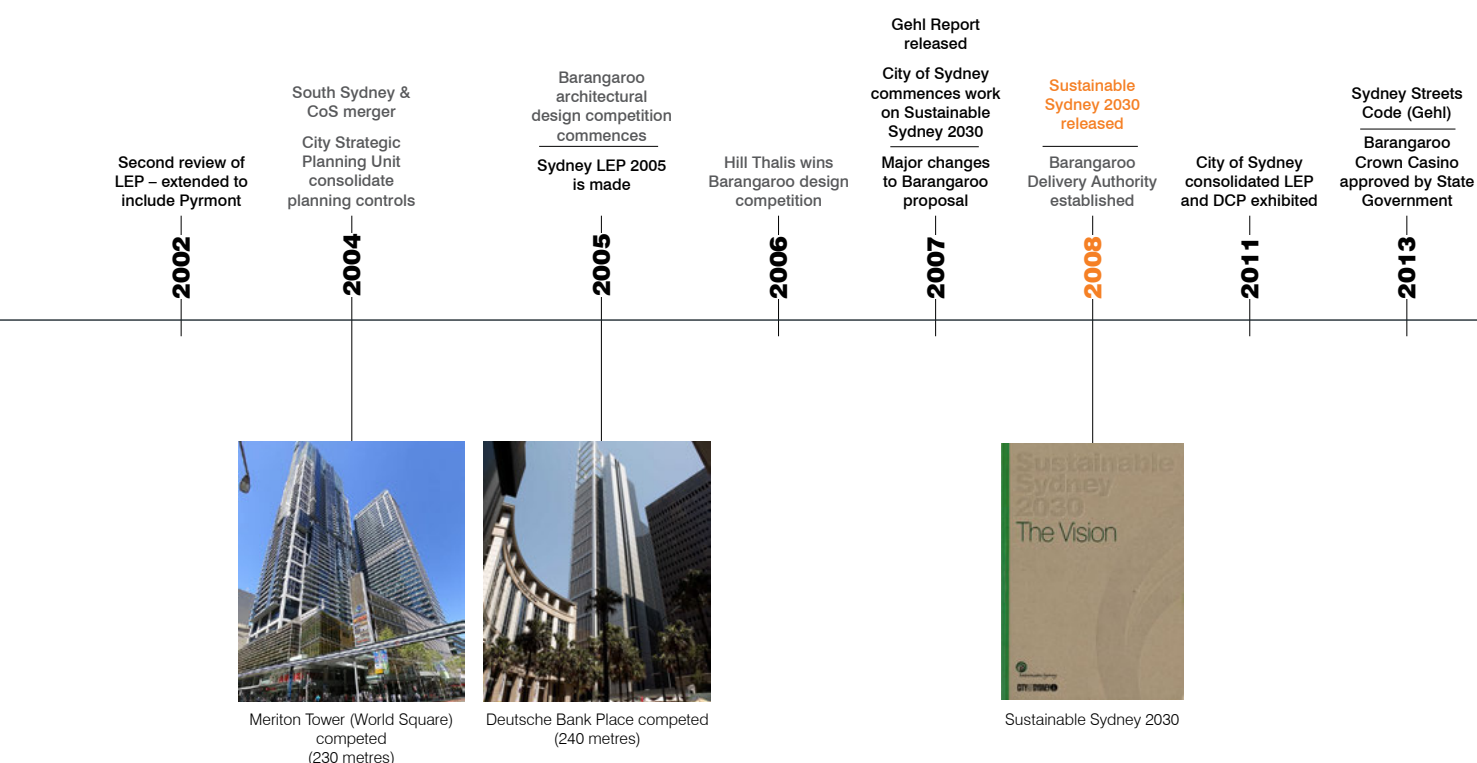 Second review of
LEP – extended to
include Pyrmont
2002
South Sydney &
CoS merger
City Strategic
Planning Unit
consolidate
planning controls
2004
Barangaroo
architectural
design competition
commences
Sydney LEP 2005
is made
2005
Hill Thalis wins
Barangaroo design
competition
2006
Gehl Report
released
City of Sydney
commences work
on Sustainable
Sydney 2030
Major changes
to Barangaroo
proposal
2007
Sustainable
Sydney 2030
released
Barangaroo
Delivery Authority
established
2008
City of Sydney
consolidated LEP
and DCP exhibited
2011
Sydney Streets
Code (Gehl)
Barangaroo
Crown Casino
approved by State
Government
2013
Meriton Tower (World Square)
competed
(230 metres)
Deutsche Bank Place competed
(240 metres)
Sustainable
Sydney
2030
The Vision
Sustainable Sydney 2030